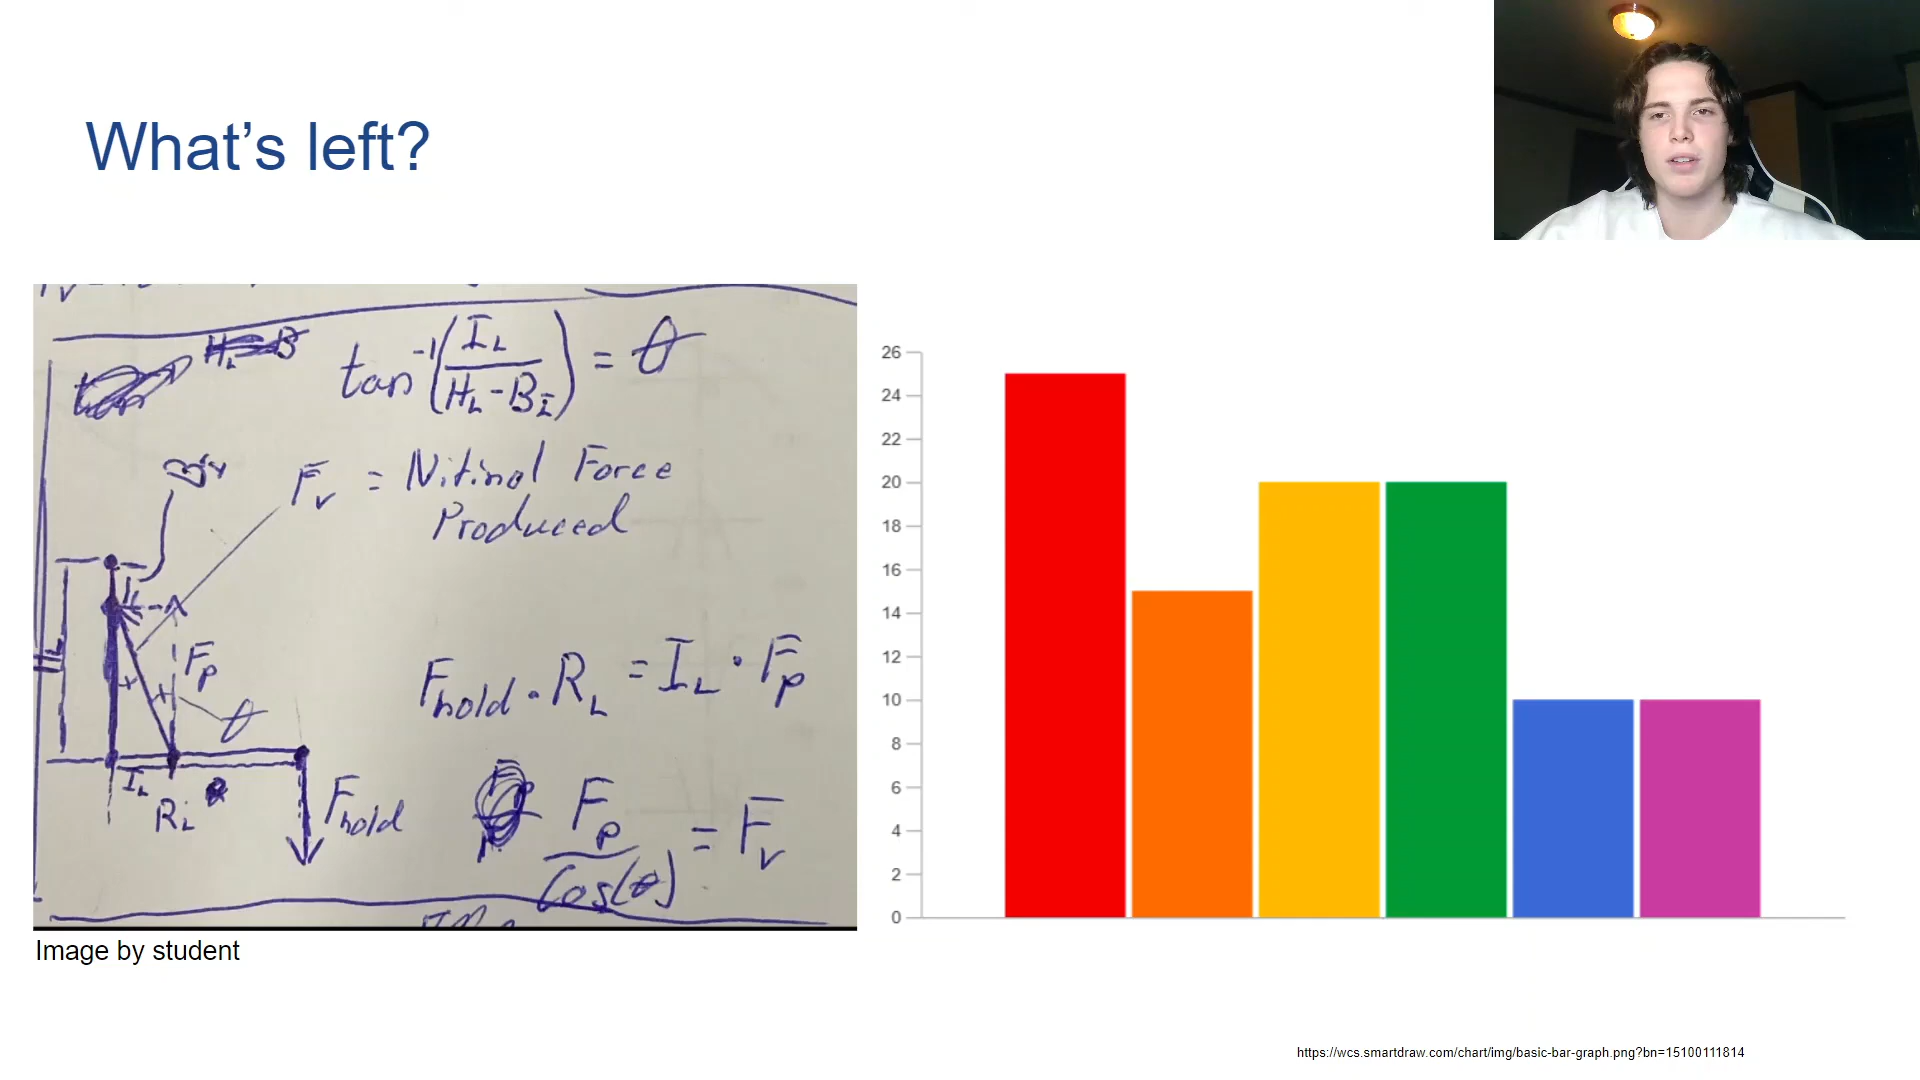 What’s left?
tan⁻¹(I_L / (H_L - B_I)) = θ
F_v = Nitinol Force
Produced
F_p
θ
F_hold · R_L = I_L · F_p
I_L
R_L
F_hold
F_p / Cos(θ) = F_v
Image by student
26
24
22
20
18
16
14
12
10
8
6
4
2
0
https://wcs.smartdraw.com/chart/img/basic-bar-graph.png?bn=15100111814